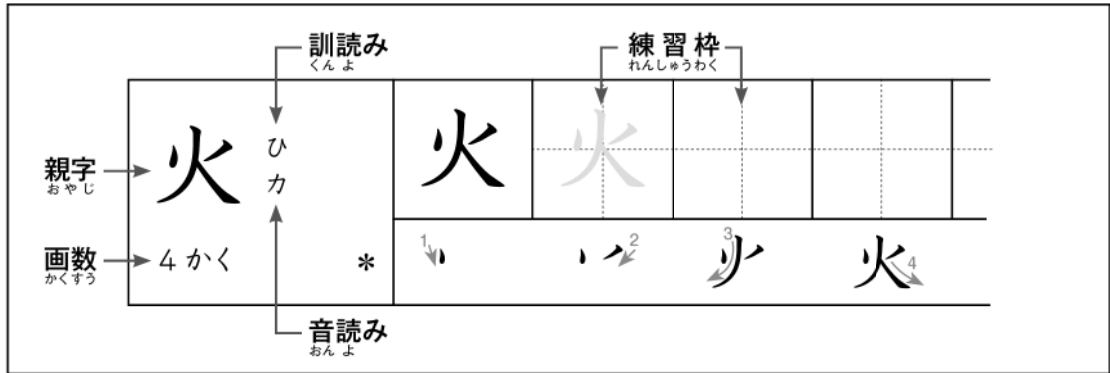 訓読み
くんよ
練習枠
れんしゅうわく
火
ひ
カ
火
火
親字
おやじ
画数
かくすう
4かく
*
1
2
3
4
火
音読み
おんよ